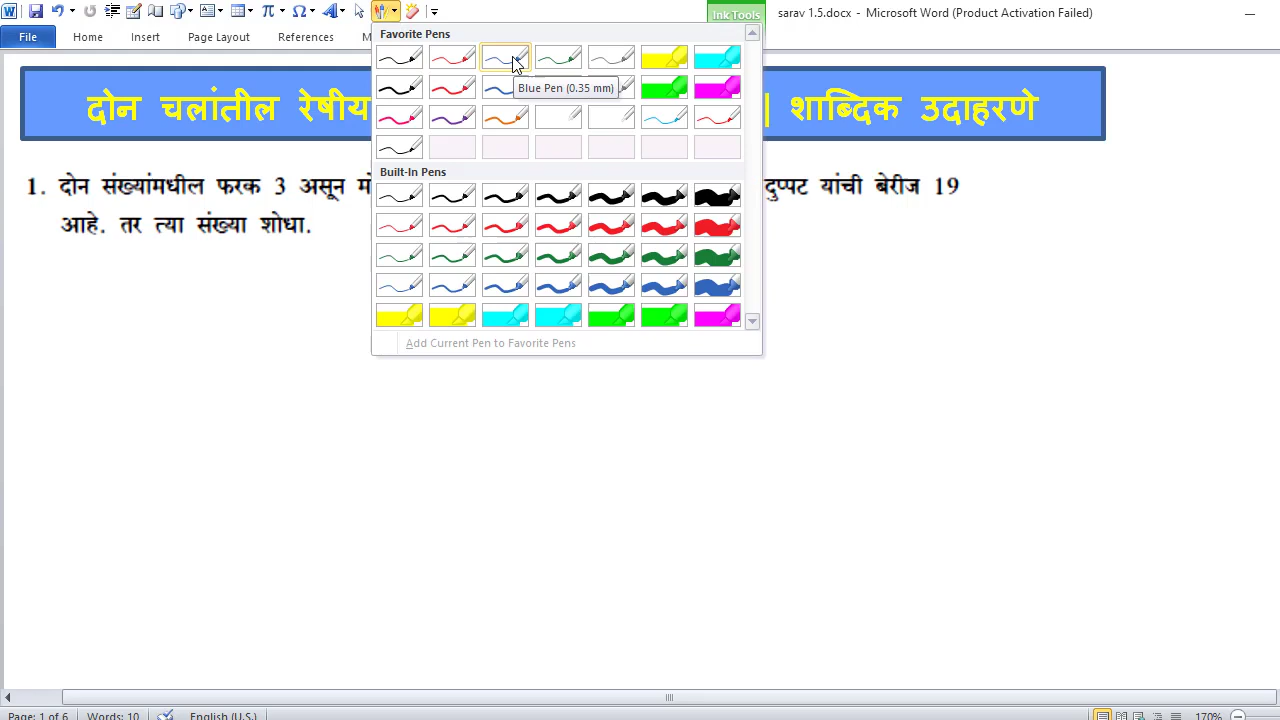 Ink Tools
sarav 1.5.docx - Microsoft Word (Product Activation Failed)
File Home Insert Page Layout References M
Favorite Pens
Blue Pen (0.35 mm)
Built-In Pens
Add Current Pen to Favorite Pens
दोन चलांतील रेषीय | शाब्दिक उदाहरणे
1. दोन संख्यांमधील फरक 3 असून दुप्पट यांची बेरीज 19
आहे. तर त्या संख्या शोधा.
Page: 1 of 6 Words: 10 English (U.S.) 170%